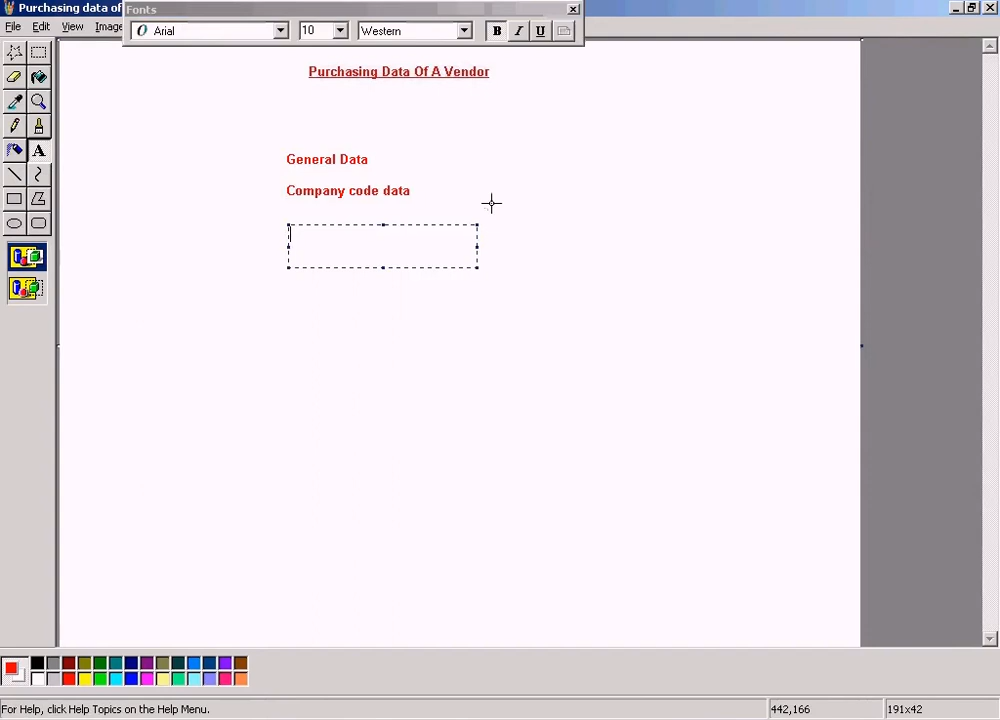 Purchasing data of
Fonts
File Edit View Image
O Arial 10 Western B I U
Purchasing Data Of A Vendor
General Data
A
Company code data
For Help, click Help Topics on the Help Menu. 442,166 191x42